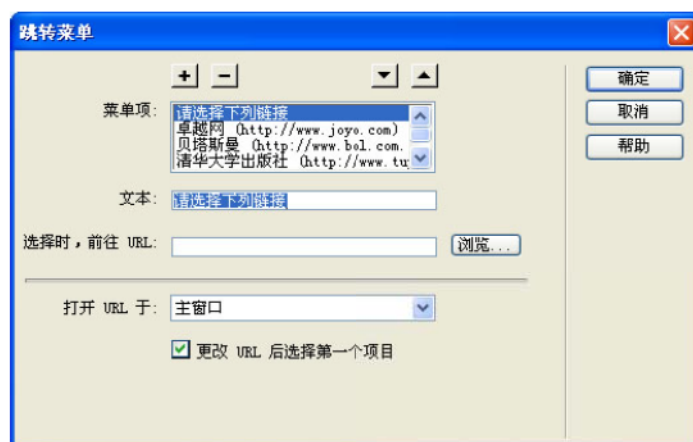 跳转菜单
+ −
菜单项:
请选择下列链接
卓越网 (http://www.joyo.com)
贝塔斯曼 (http://www.bol.com.
清华大学出版社 (http://www.tu
文本: 请选择下列链接
选择时，前往 URL: 浏览...
打开 URL 于: 主窗口
更改 URL 后选择第一个项目
确定
取消
帮助